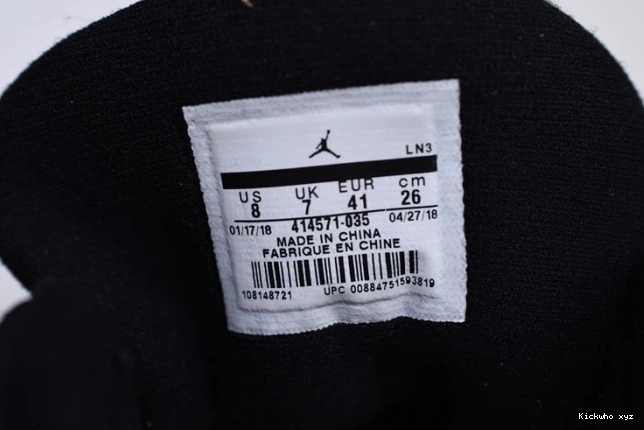 LN3
US UK EUR cm
8 7 41 26
01/17/18 414571-035 04/27/18
MADE IN CHINA
FABRIQUE EN CHINE
108148721 UPC 00884751593819
Kickwho xyz